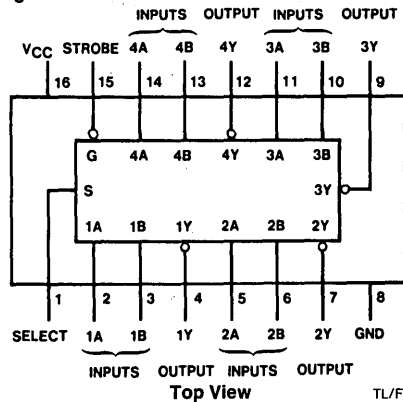 INPUTS OUTPUT INPUTS OUTPUT
VCC STROBE 4A 4B 4Y 3A 3B 3Y
16 15 14 13 12 11 10 9
G 4A 4B 4Y 3A 3B
S 3Y
1A 1B 1Y 2A 2B 2Y
1 2 3 4 5 6 7 8
SELECT 1A 1B 1Y 2A 2B 2Y GND
INPUTS OUTPUT INPUTS OUTPUT
Top View TL/F